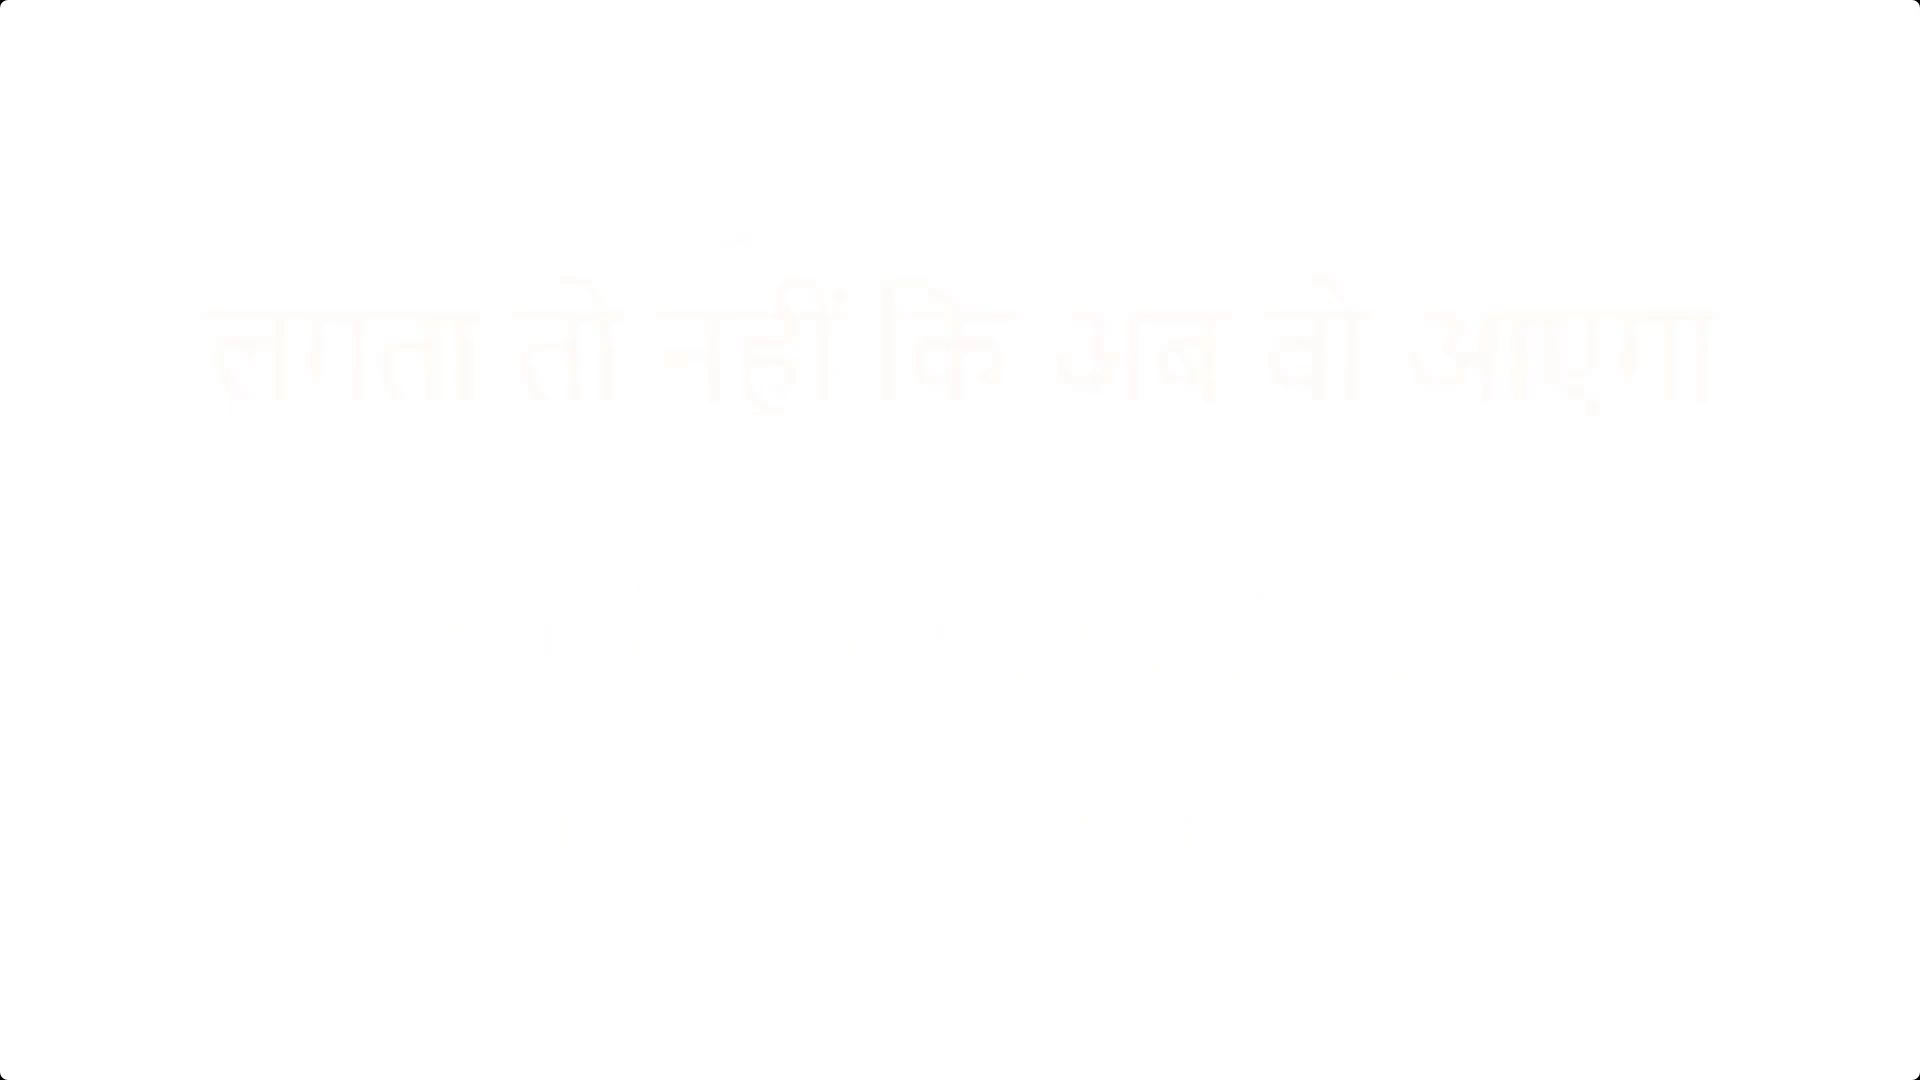 लगता तो नहीं कि अब वो आएगा